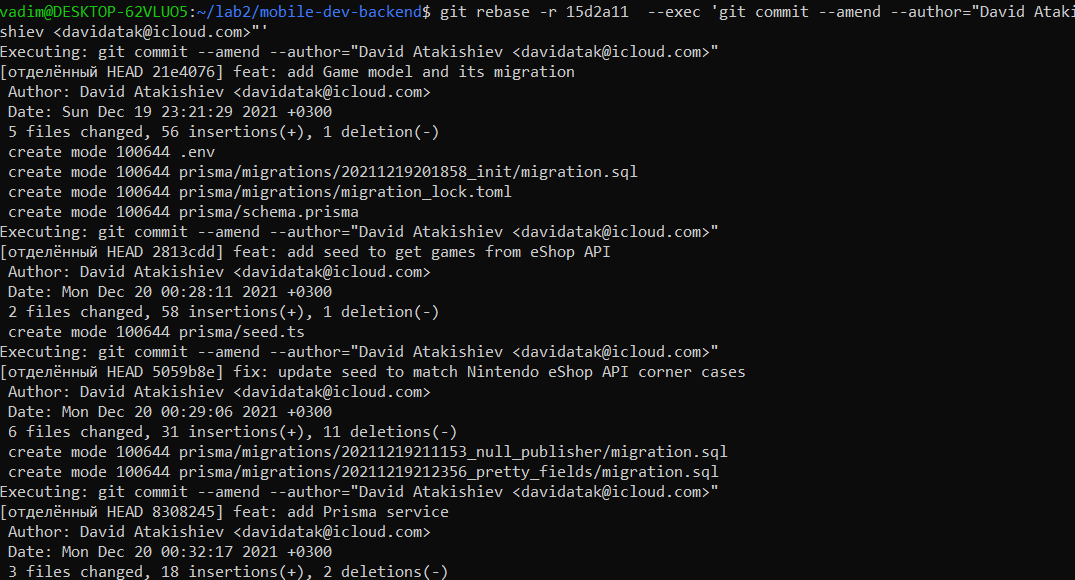 vadim@DESKTOP-62VLUO5:~/lab2/mobile-dev-backend$ git rebase -r 15d2a11  --exec 'git commit --amend --author="David Ataki
shiev <davidatak@icloud.com>"'
Executing: git commit --amend --author="David Atakishiev <davidatak@icloud.com>"
[отделённый HEAD 21e4076] feat: add Game model and its migration
 Author: David Atakishiev <davidatak@icloud.com>
 Date: Sun Dec 19 23:21:29 2021 +0300
 5 files changed, 56 insertions(+), 1 deletion(-)
 create mode 100644 .env
 create mode 100644 prisma/migrations/20211219201858_init/migration.sql
 create mode 100644 prisma/migrations/migration_lock.toml
 create mode 100644 prisma/schema.prisma
Executing: git commit --amend --author="David Atakishiev <davidatak@icloud.com>"
[отделённый HEAD 2813cdd] feat: add seed to get games from eShop API
 Author: David Atakishiev <davidatak@icloud.com>
 Date: Mon Dec 20 00:28:11 2021 +0300
 2 files changed, 58 insertions(+), 1 deletion(-)
 create mode 100644 prisma/seed.ts
Executing: git commit --amend --author="David Atakishiev <davidatak@icloud.com>"
[отделённый HEAD 5059b8e] fix: update seed to match Nintendo eShop API corner cases
 Author: David Atakishiev <davidatak@icloud.com>
 Date: Mon Dec 20 00:29:06 2021 +0300
 6 files changed, 31 insertions(+), 11 deletions(-)
 create mode 100644 prisma/migrations/20211219211153_null_publisher/migration.sql
 create mode 100644 prisma/migrations/20211219212356_pretty_fields/migration.sql
Executing: git commit --amend --author="David Atakishiev <davidatak@icloud.com>"
[отделённый HEAD 8308245] feat: add Prisma service
 Author: David Atakishiev <davidatak@icloud.com>
 Date: Mon Dec 20 00:32:17 2021 +0300
 3 files changed, 18 insertions(+), 2 deletions(-)